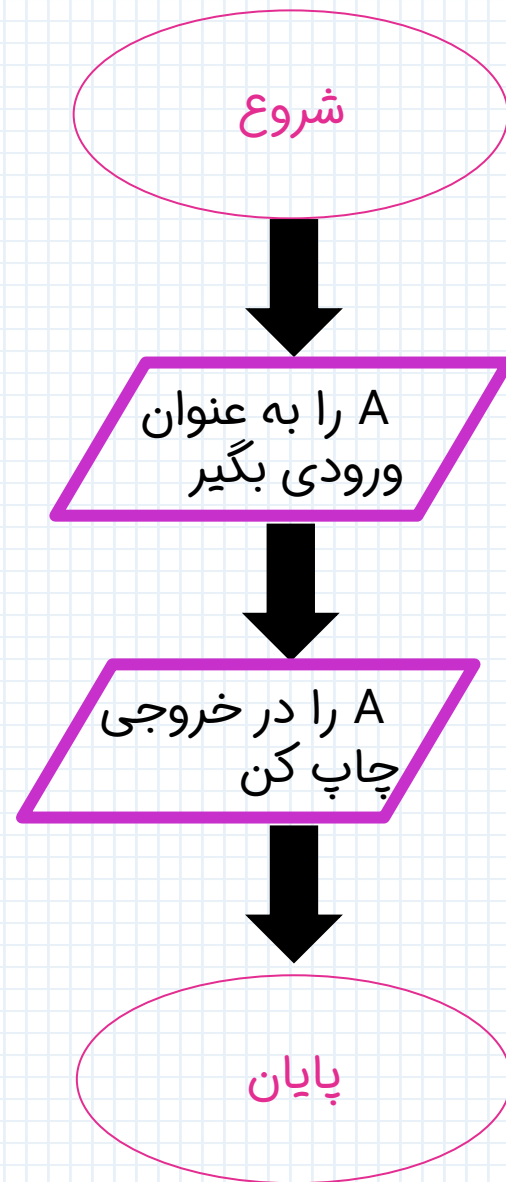 شروع
A را به عنوان
ورودی بگیر
A را در خروجی
چاپ کن
پایان